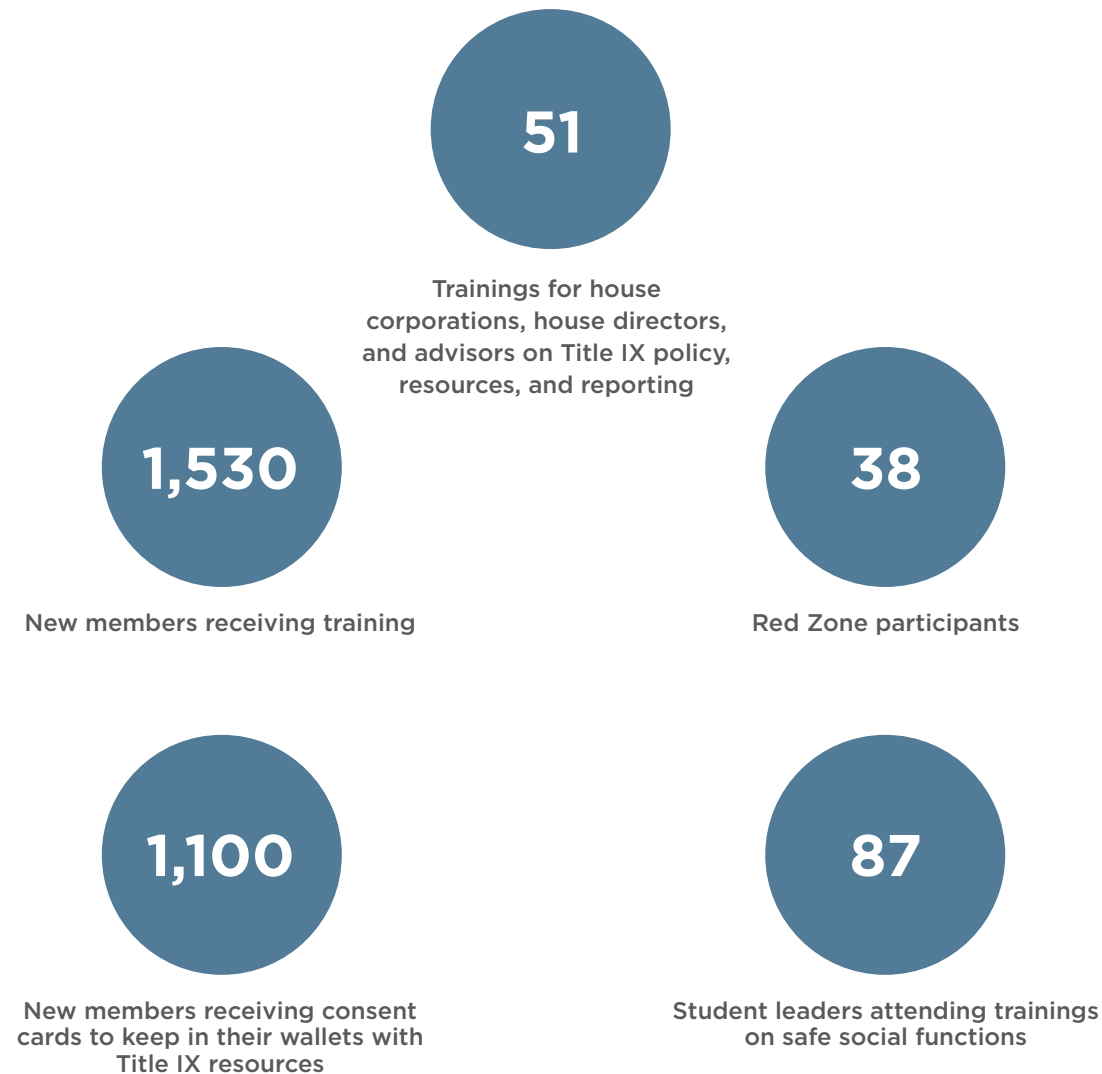 51
Trainings for house
corporations, house directors,
and advisors on Title IX policy,
resources, and reporting
1,530
New members receiving training
38
Red Zone participants
1,100
New members receiving consent
cards to keep in their wallets with
Title IX resources
87
Student leaders attending trainings
on safe social functions